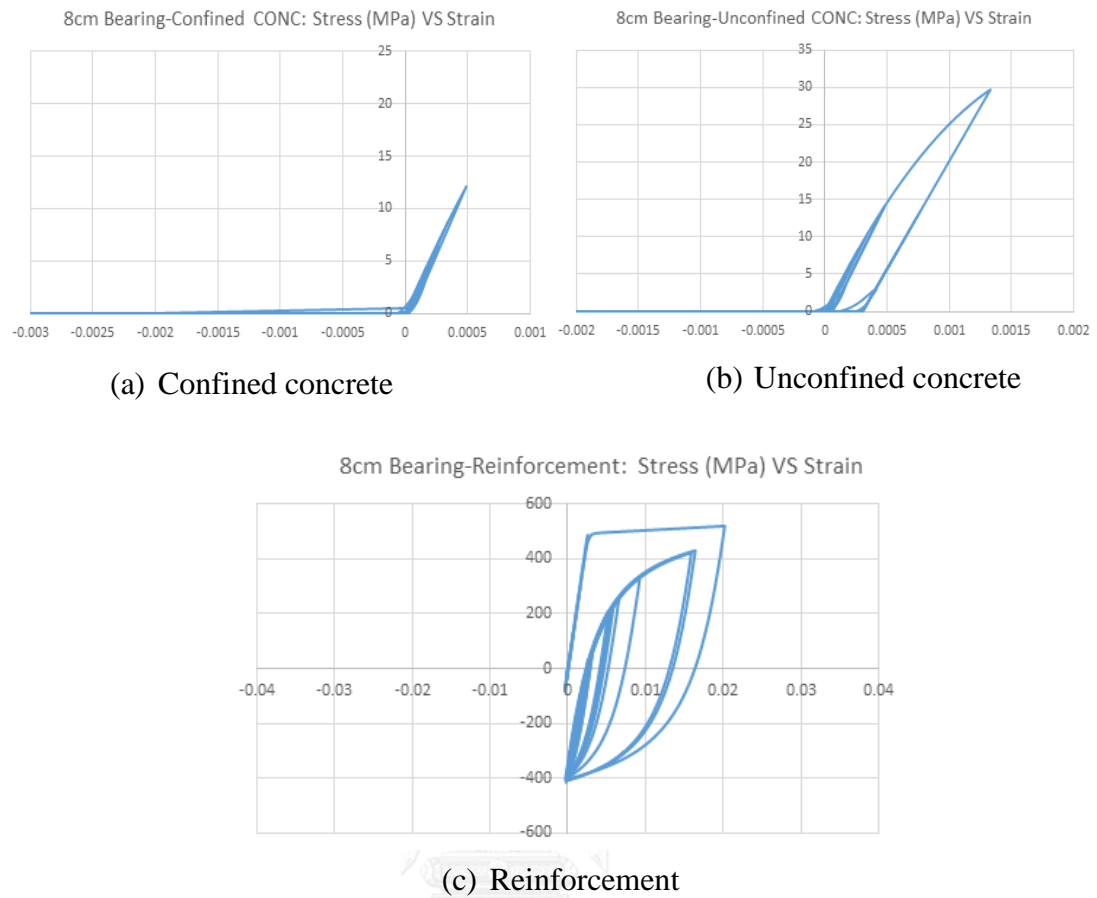 8cm Bearing-Confined CONC: Stress (MPa) VS Strain
25
20
15
10
5
0
-0.003 -0.0025 -0.002 -0.0015 -0.001 -0.0005 0 0.0005 0.001
(a) Confined concrete
8cm Bearing-Unconfined CONC: Stress (MPa) VS Strain
35
30
25
20
15
10
5
0
-0.002 -0.0015 -0.001 -0.0005 0 0.0005 0.001 0.0015 0.002
(b) Unconfined concrete
8cm Bearing-Reinforcement: Stress (MPa) VS Strain
600
400
200
0
-0.04 -0.03 -0.02 -0.01 0 0.01 0.02 0.03 0.04
-200
-400
-600
(c) Reinforcement